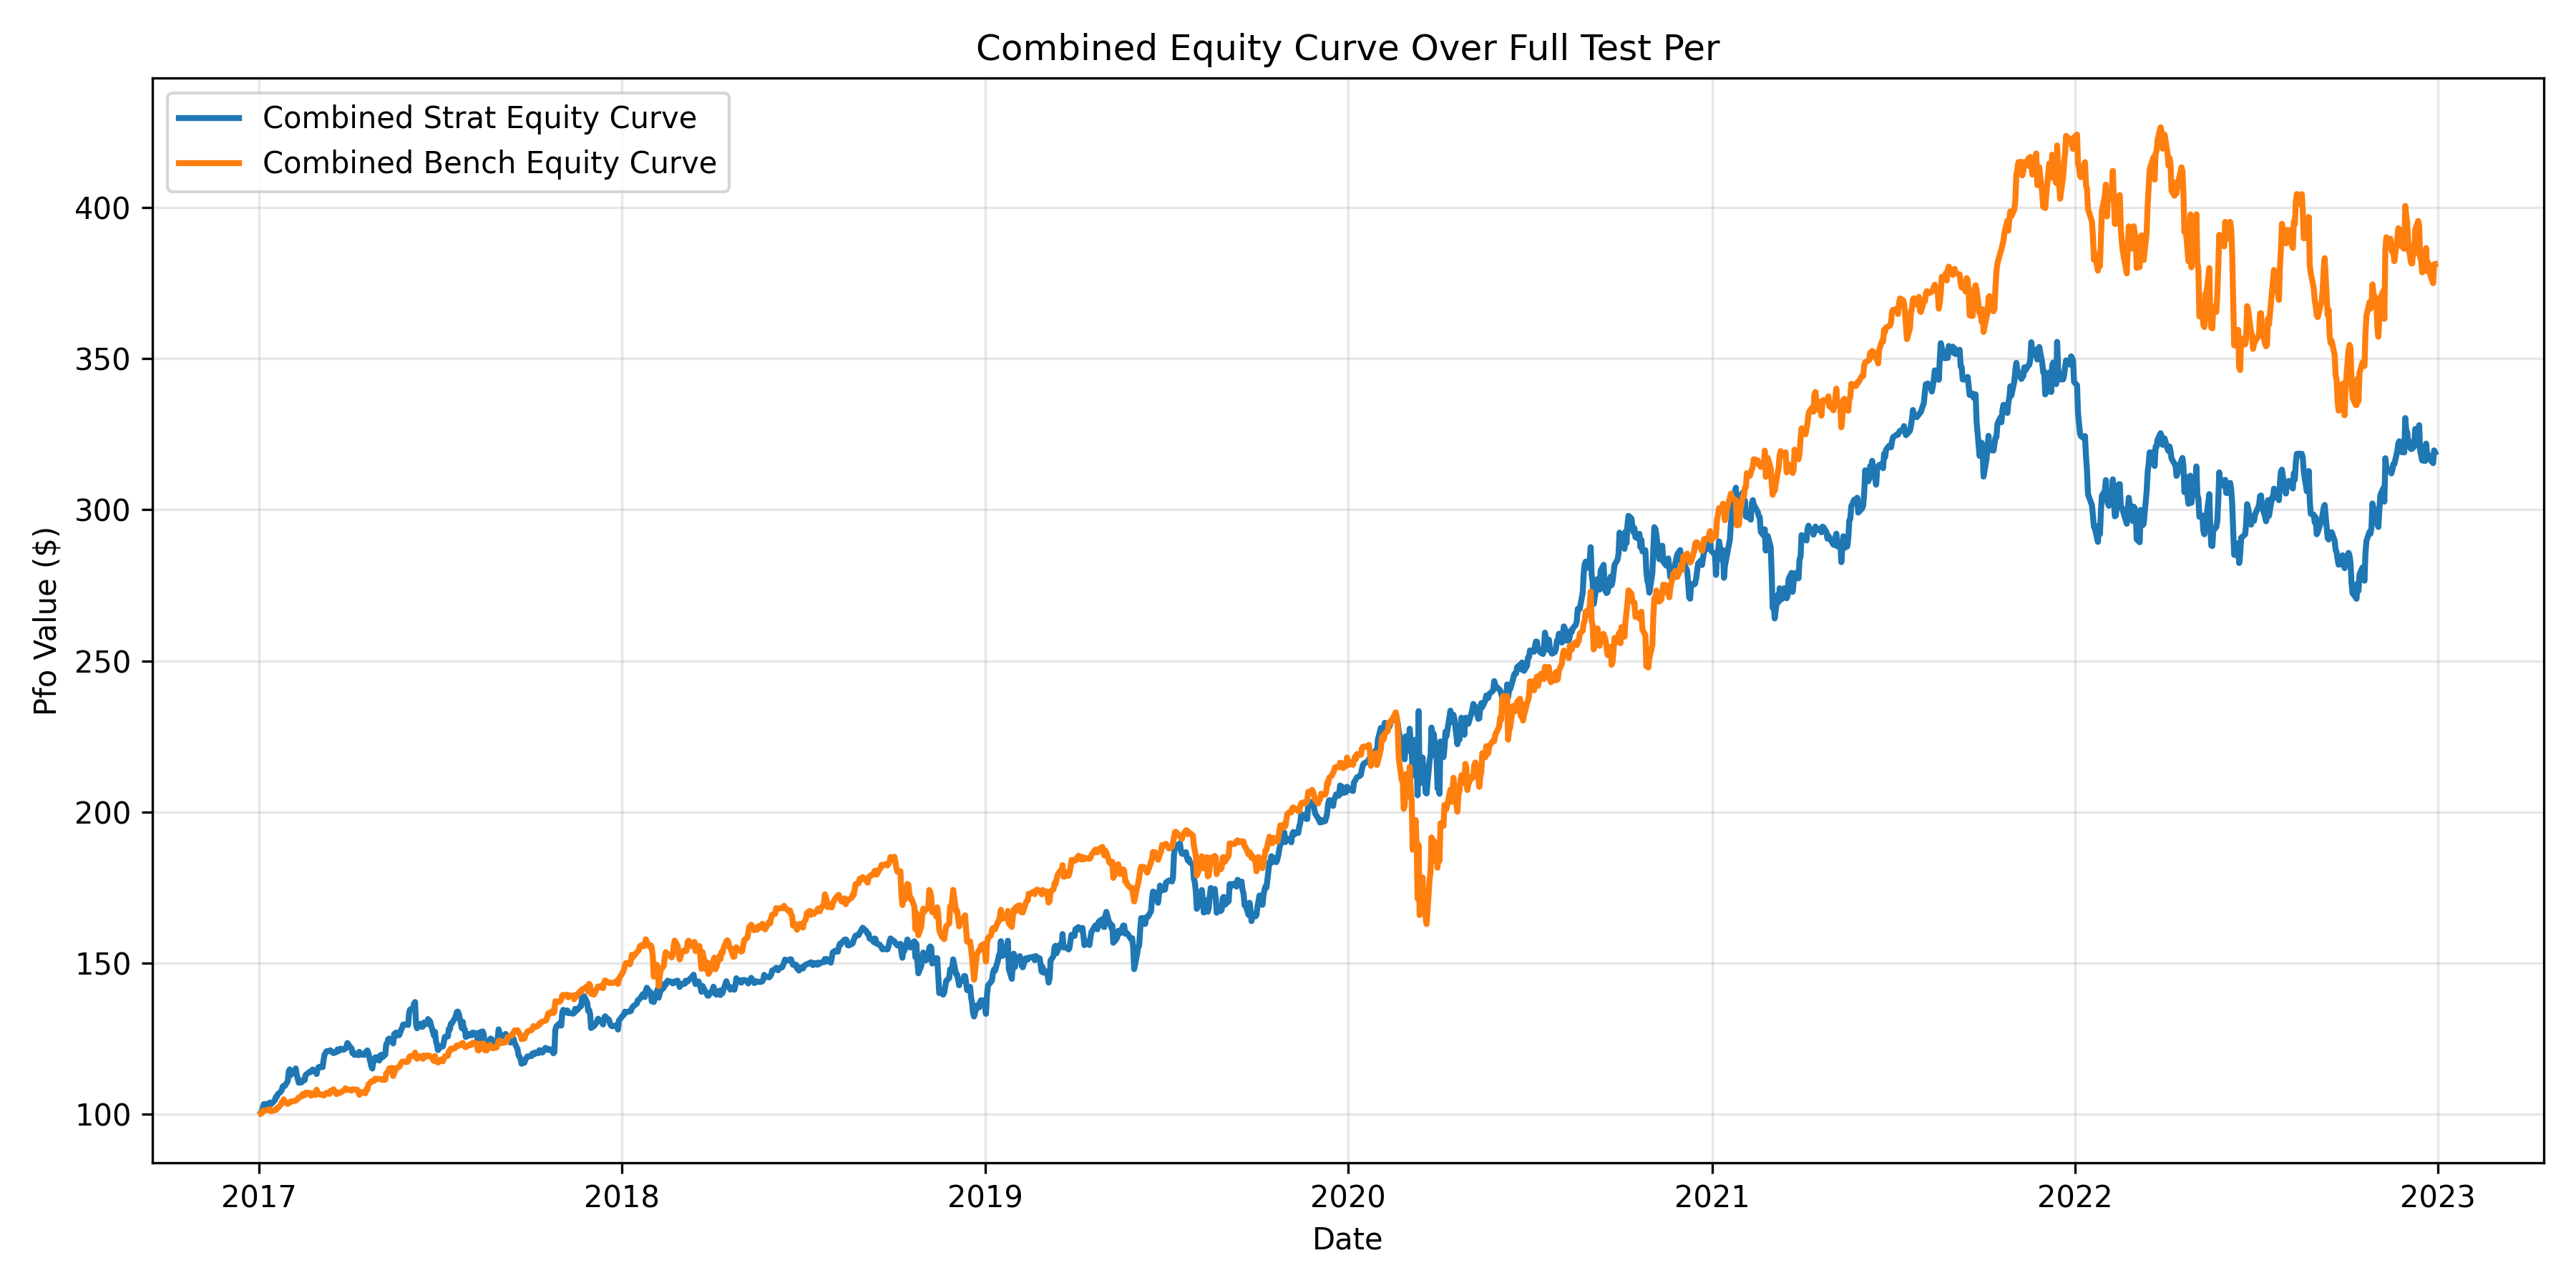 Combined Equity Curve Over Full Test Per
Combined Strat Equity Curve
Combined Bench Equity Curve
Pfo Value ($)
400
350
300
250
200
150
100
2017 2018 2019 2020 2021 2022 2023
Date